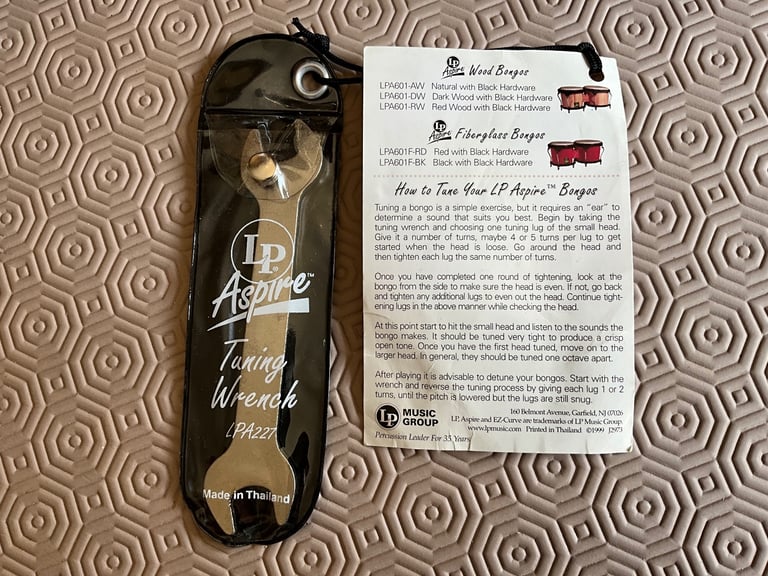 LP
Aspire™
Tuning
Wrench
LPA227
Made in Thailand
LP Aspire Wood Bongos
LPA601-AW Natural with Black Hardware
LPA601-DW Dark Wood with Black Hardware
LPA601-RW Red Wood with Black Hardware
LP Aspire Fiberglass Bongos
LPA601F-RD Red with Black Hardware
LPA601F-BK Black with Black Hardware
How to Tune Your LP Aspire™ Bongos
Tuning a bongo is a simple exercise, but it requires an "ear" to
determine a sound that suits you best. Begin by taking the
tuning wrench and choosing one tuning lug of the small head.
Give it a number of turns, maybe 4 or 5 turns per lug to get
started when the head is loose. Go around the head and
then tighten each lug the same number of turns.
Once you have completed one round of tightening, look at the
bongo from the side to make sure the head is even. If not, go back
and tighten any additional lugs to even out the head. Continue tight-
ening lugs in the above manner while checking the head.
At this point start to hit the small head and listen to the sounds the
bongo makes. It should be tuned very tight to produce a crisp
open tone. Once you have the first head tuned, move on to the
larger head. In general, they should be tuned one octave apart.
After playing it is advisable to detune your bongos. Start with the
wrench and reverse the tuning process by giving each lug 1 or 2
turns, until the pitch is lowered but the lugs are still snug.
LP MUSIC
GROUP
Percussion Leader For 35 Years
160 Belmont Avenue, Garfield, NJ 07026
LP, Aspire and EZ-Curve are trademarks of LP Music Group.
www.lpmusic.com Printed in Thailand ©1999 J2973